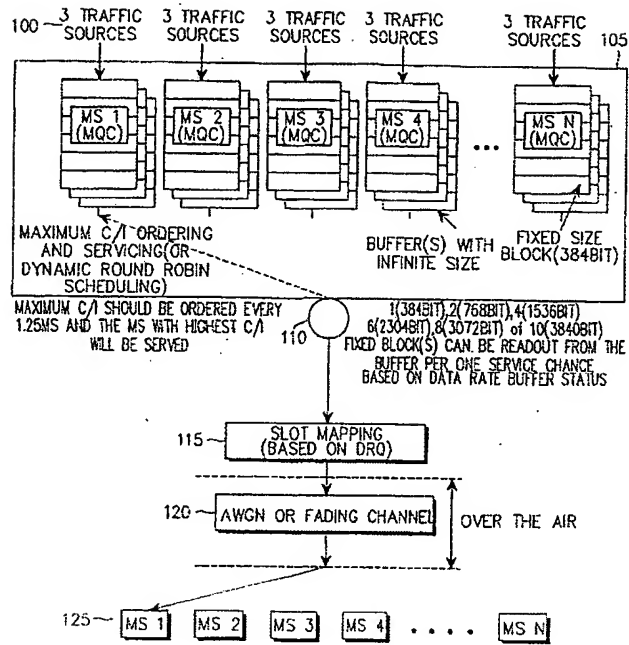 100
3 TRAFFIC SOURCES
3 TRAFFIC SOURCES
3 TRAFFIC SOURCES
3 TRAFFIC SOURCES
3 TRAFFIC SOURCES
105
MS 1 (MQC)
MS 2 (MQC)
MS 3 (MQC)
MS 4 (MQC)
...
MS N (MQC)
MAXIMUM C/I ORDERING
AND SERVICING(OR
DYNAMIC ROUND ROBIN
SCHEDULING)
BUFFER(S) WITH
INFINITE SIZE
FIXED SIZE
BLOCK(384BIT)
MAXIMUM C/I SHOULD BE ORDERED EVERY
1.25MS AND THE MS WITH HIGHEST C/I
WILL BE SERVED
110
1(384BIT),2(768BIT),4(1536BIT)
6(2304BIT),8(3072BIT) of 10(3840BIT)
FIXED BLOCK(S) CAN BE READOUT FROM THE
BUFFER PER ONE SERVICE CHANCE
BASED ON DATA RATE BUFFER STATUS
115
SLOT MAPPING
(BASED ON DRQ)
120
AWGN OR FADING CHANNEL
OVER THE AIR
125
MS 1
MS 2
MS 3
MS 4
....
MS N